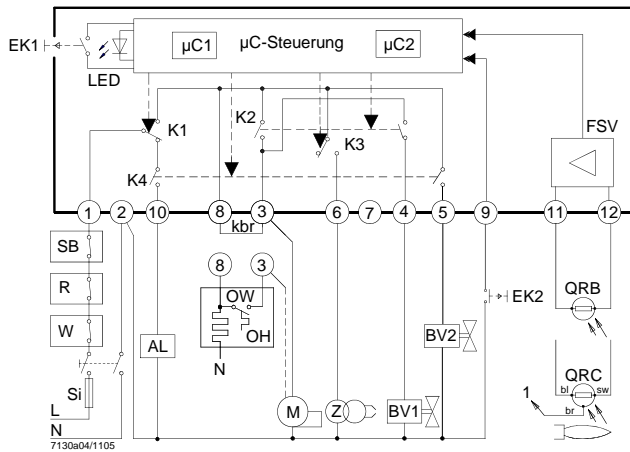 EK1
LED
µC1
µC-Steuerung
µC2
FSV
K1
K2
K3
K4
1
2
10
8
3
6
7
4
5
9
11
12
kbr
SB
R
W
Si
L
N
7130a04/1105
AL
8
3
OW
OH
N
M
Z
BV1
BV2
EK2
QRB
QRC
bl
sw
br
1